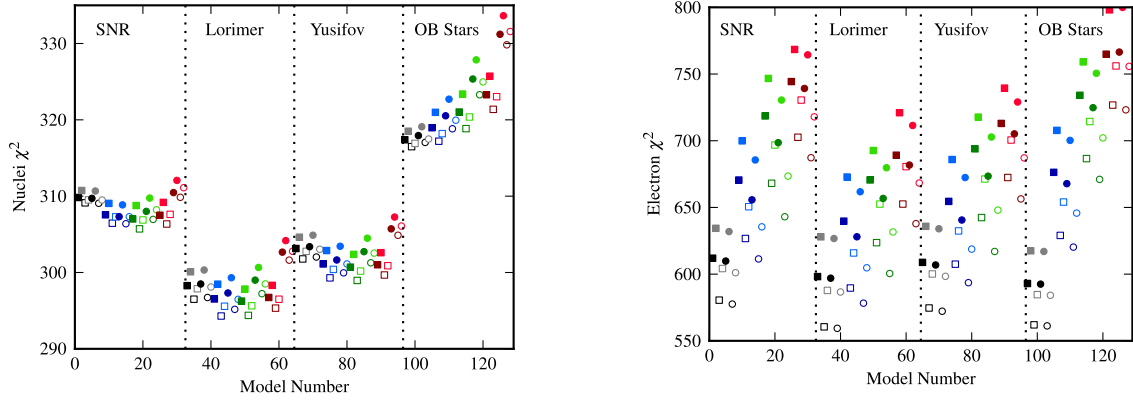 SNR Lorimer Yusifov OB Stars
Nuclei χ²
330
320
310
300
290
0 20 40 60 80 100 120
Model Number
SNR Lorimer Yusifov OB Stars
Electron χ²
800
750
700
650
600
550
0 20 40 60 80 100 120
Model Number